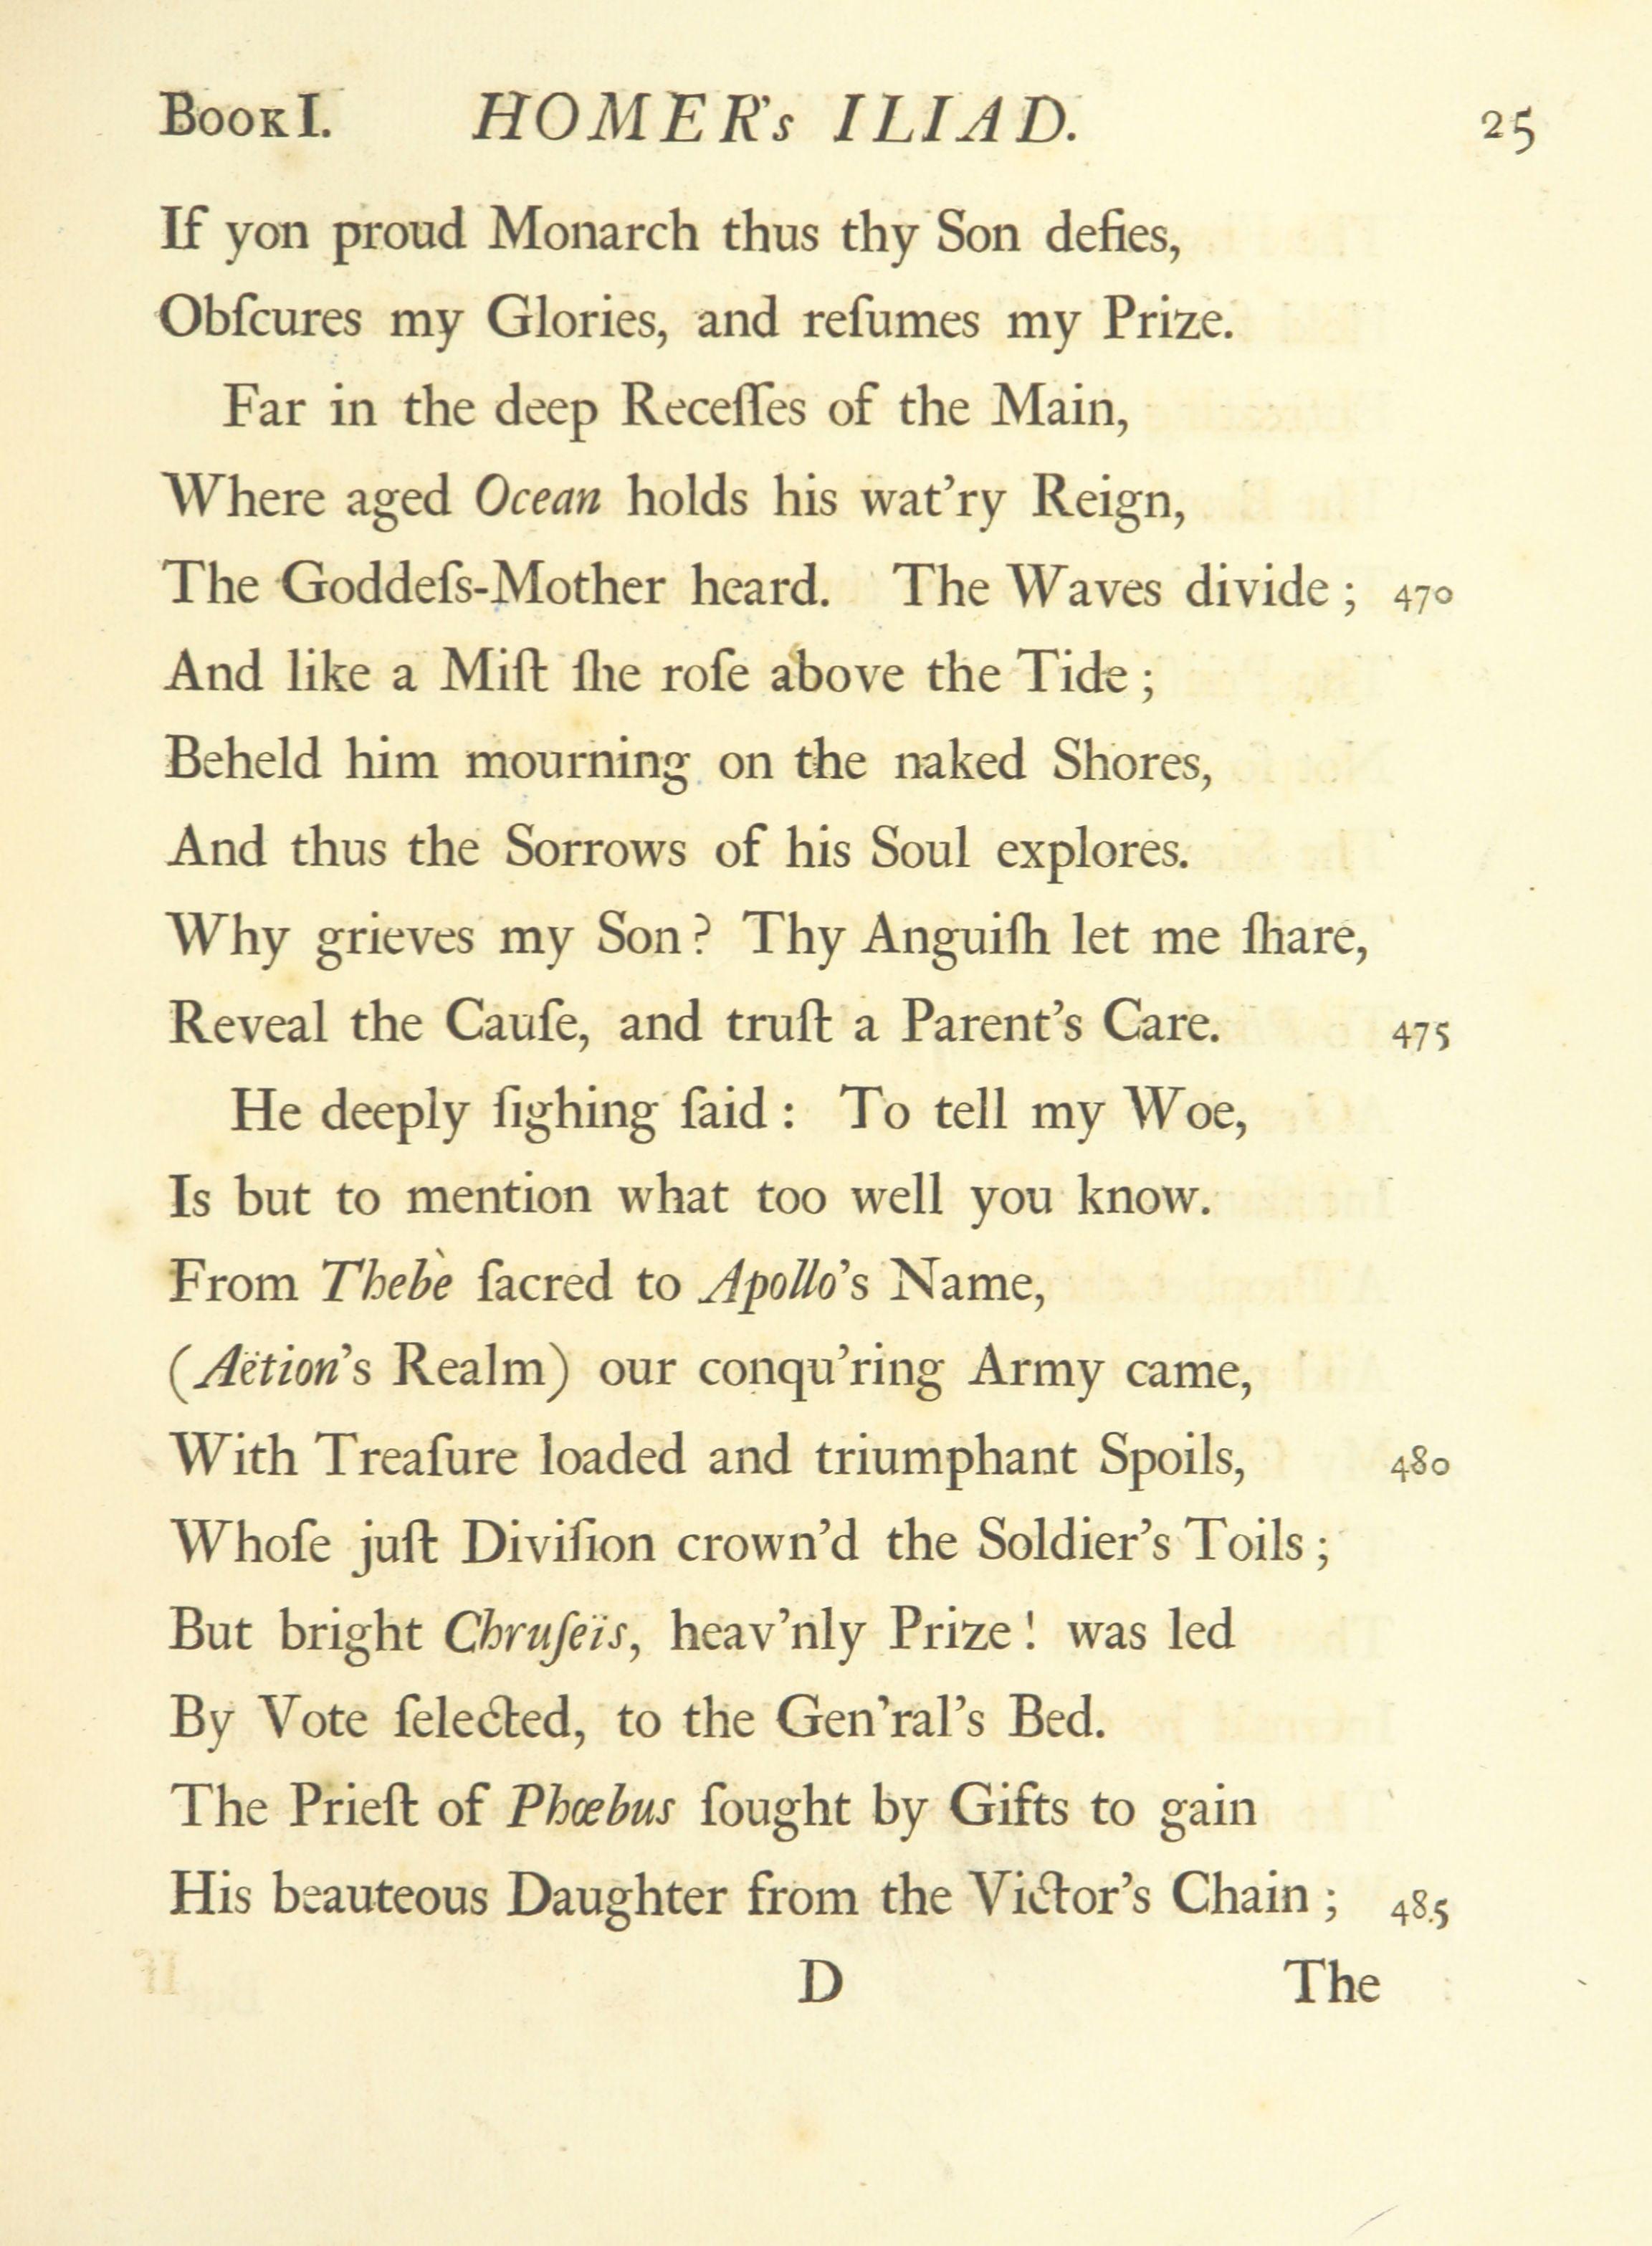 BOOK I. HOMER's ILIAD. 25
If yon proud Monarch thus thy Son defies,
Obſcures my Glories, and reſumes my Prize.
Far in the deep Receſſes of the Main,
Where aged Ocean holds his wat'ry Reign,
The Goddeſs-Mother heard. The Waves divide; 470
And like a Miſt ſhe roſe above the Tide;
Beheld him mourning on the naked Shores,
And thus the Sorrows of his Soul explores.
Why grieves my Son? Thy Anguiſh let me ſhare,
Reveal the Cauſe, and truſt a Parent's Care. 475
He deeply ſighing ſaid: To tell my Woe,
Is but to mention what too well you know.
From Thebè ſacred to Apollo's Name,
(Aëtion's Realm) our conqu'ring Army came,
With Treaſure loaded and triumphant Spoils, 480
Whoſe juſt Diviſion crown'd the Soldier's Toils;
But bright Chruſeïs, heav'nly Prize! was led
By Vote ſelected, to the Gen'ral's Bed.
The Prieſt of Phœbus ſought by Gifts to gain
His beauteous Daughter from the Victor's Chain; 485
D The